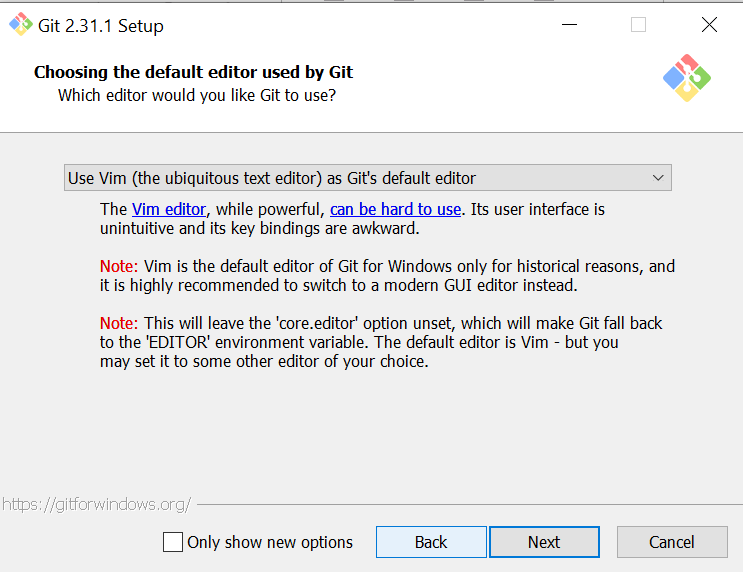 Git 2.31.1 Setup
Choosing the default editor used by Git
Which editor would you like Git to use?
Use Vim (the ubiquitous text editor) as Git's default editor
The Vim editor, while powerful, can be hard to use. Its user interface is
unintuitive and its key bindings are awkward.
Note: Vim is the default editor of Git for Windows only for historical reasons, and
it is highly recommended to switch to a modern GUI editor instead.
Note: This will leave the 'core.editor' option unset, which will make Git fall back
to the 'EDITOR' environment variable. The default editor is Vim - but you
may set it to some other editor of your choice.
https://gitforwindows.org/
Only show new options
Back
Next
Cancel